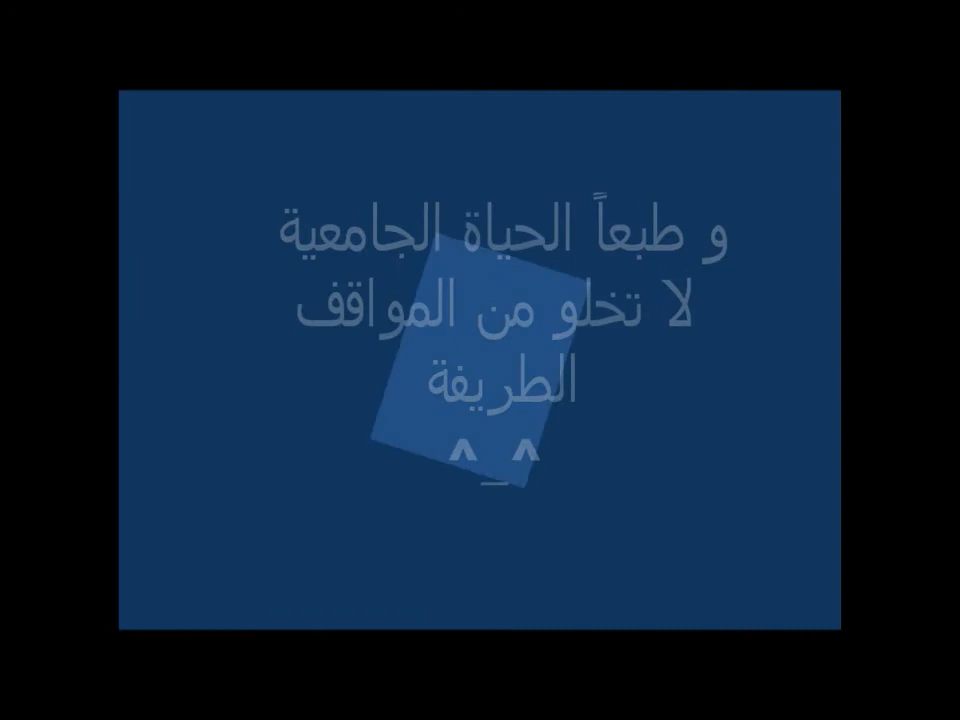 و طبعاً الحياة الجامعية
لا تخلو من المواقف
الطريفة
^_^